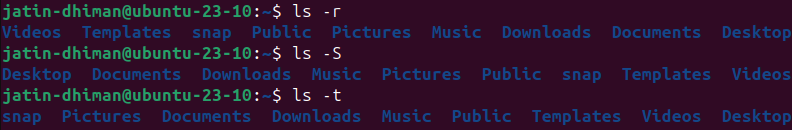 jatin-dhiman@ubuntu-23-10:~$ ls -r
Videos Templates snap Public Pictures Music Downloads Documents Desktop
jatin-dhiman@ubuntu-23-10:~$ ls -S
Desktop Documents Downloads Music Pictures Public snap Templates Videos
jatin-dhiman@ubuntu-23-10:~$ ls -t
snap Pictures Documents Downloads Music Public Templates Videos Desktop